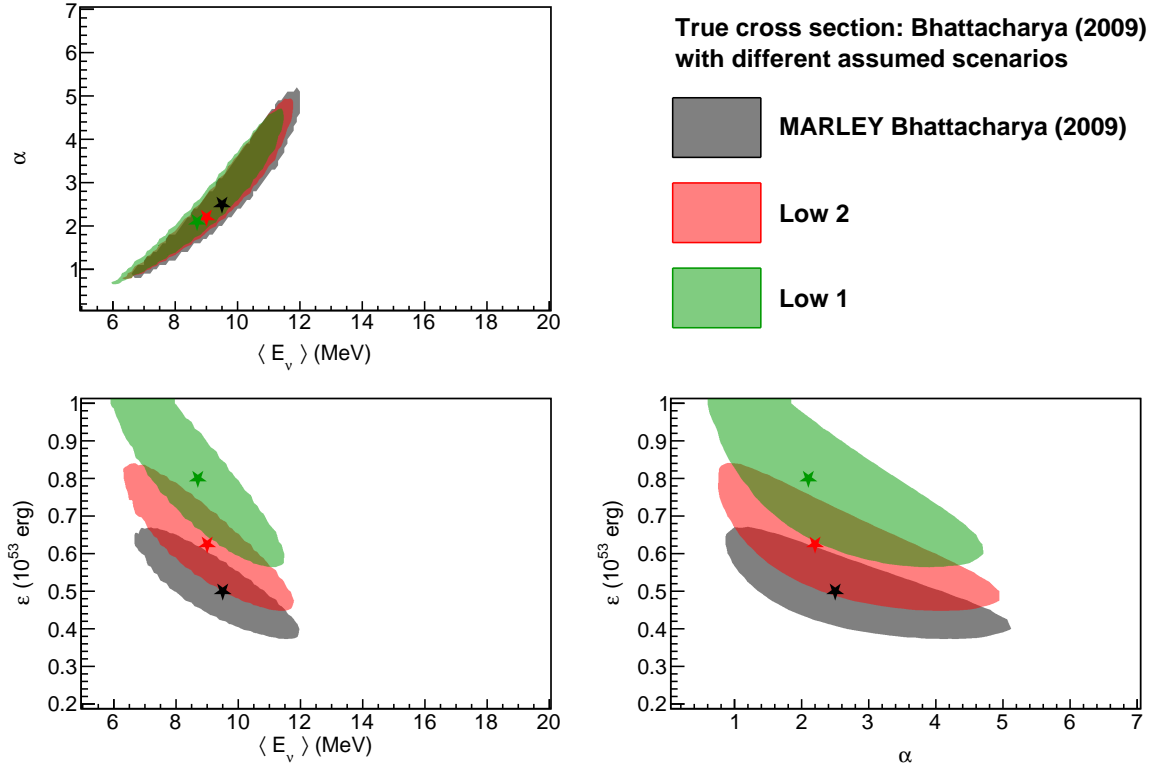 7
6
5
4
3
2
1
α
6 8 10 12 14 16 18 20
⟨ E_ν ⟩ (MeV)
True cross section: Bhattacharya (2009)
with different assumed scenarios
MARLEY Bhattacharya (2009)
Low 2
Low 1
1
0.9
0.8
0.7
0.6
0.5
0.4
0.3
0.2
ε (10^53 erg)
6 8 10 12 14 16 18 20
⟨ E_ν ⟩ (MeV)
1
0.9
0.8
0.7
0.6
0.5
0.4
0.3
0.2
ε (10^53 erg)
1 2 3 4 5 6 7
α